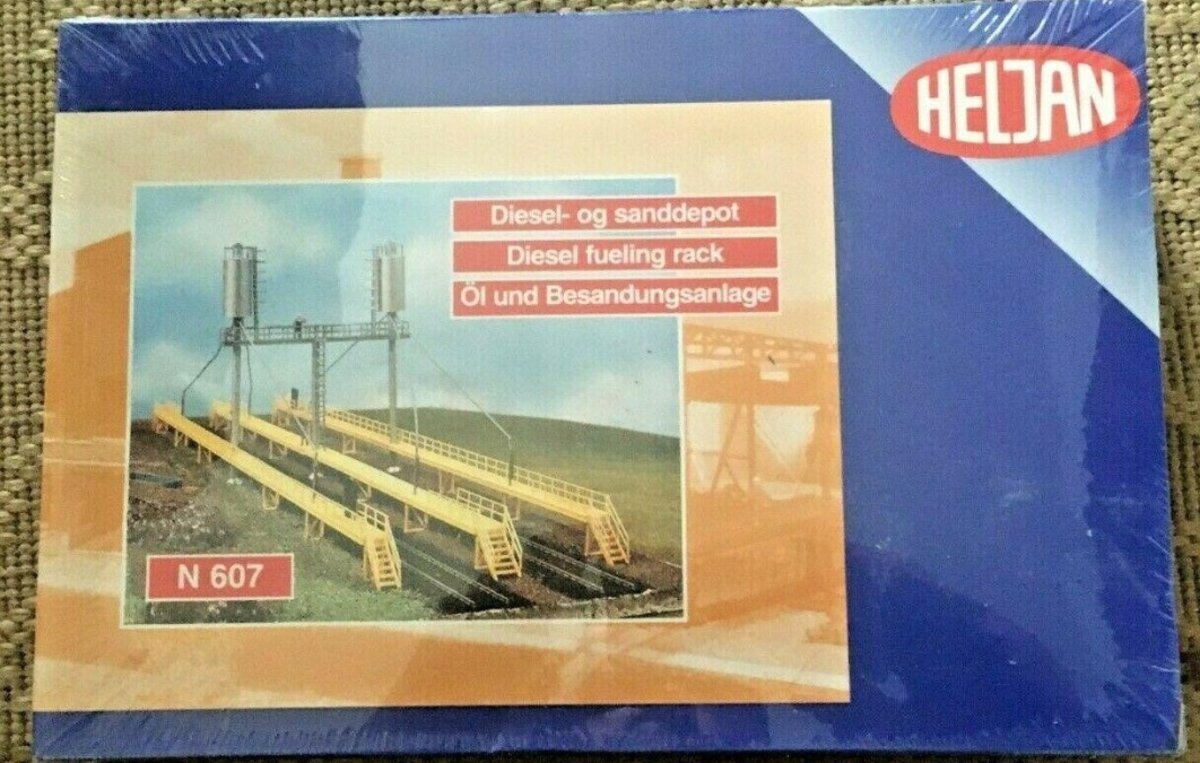 HELJAN
Diesel- og sanddepot
Diesel fueling rack
Öl und Besandungsanlage
N 607